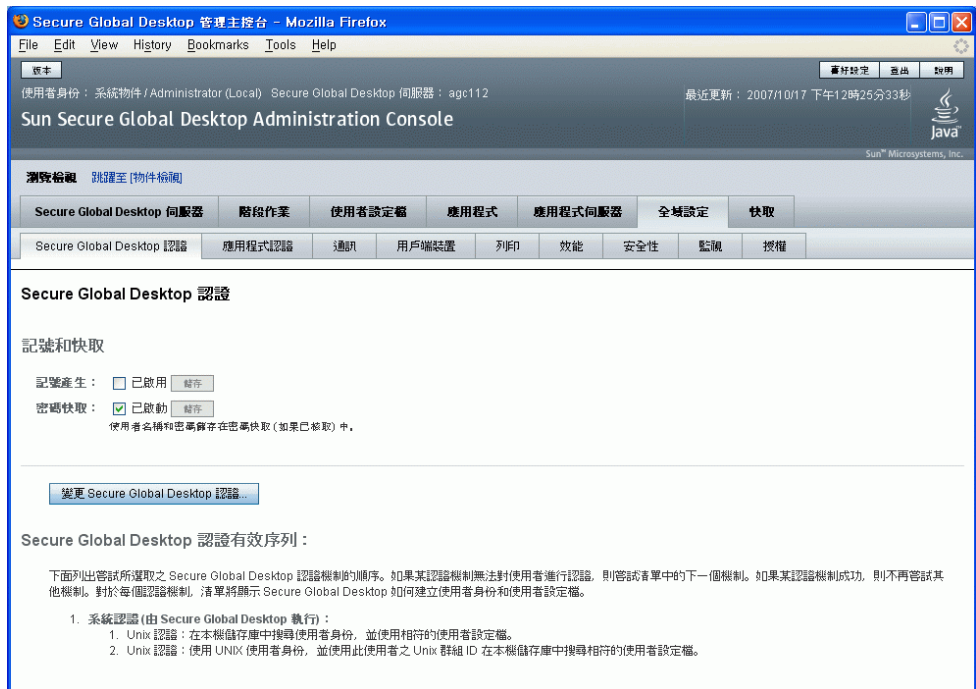 Secure Global Desktop 管理主控台 - Mozilla Firefox
File Edit View History Bookmarks Tools Help
版本
喜好設定 登出 說明
使用者身份： 系統物件 / Administrator (Local) Secure Global Desktop 伺服器： agc112
最近更新： 2007/10/17 下午12時25分33秒
Sun Secure Global Desktop Administration Console
Java
Sun™ Microsystems, Inc.
瀏覽檢視 跳躍至 [物件檢視]
Secure Global Desktop 伺服器 階段作業 使用者設定檔 應用程式 應用程式伺服器 全域設定 快取
Secure Global Desktop 認證 應用程式認證 通訊 用戶端裝置 列印 效能 安全性 監視 授權
Secure Global Desktop 認證
記號和快取
記號產生： 已啟用 儲存
密碼快取： 已啟動 儲存
使用者名稱和密碼儲存在密碼快取 (如果已核取) 中。
變更 Secure Global Desktop 認證...
Secure Global Desktop 認證有效序列：
下面列出嘗試所選取之 Secure Global Desktop 認證機制的順序。如果某認證機制無法對使用者進行認證，則嘗試清單中的下一個機制。如果某認證機制成功，則不再嘗試其
他機制。對於每個認證機制，清單將顯示 Secure Global Desktop 如何建立使用者身份和使用者設定檔。
1. 系統認證 (由 Secure Global Desktop 執行)：
1. Unix 認證：在本機儲存庫中搜尋使用者身份，並使用相符的使用者設定檔。
2. Unix 認證：使用 UNIX 使用者身份，並使用此使用者之 Unix 群組 ID 在本機儲存庫中搜尋相符的使用者設定檔。